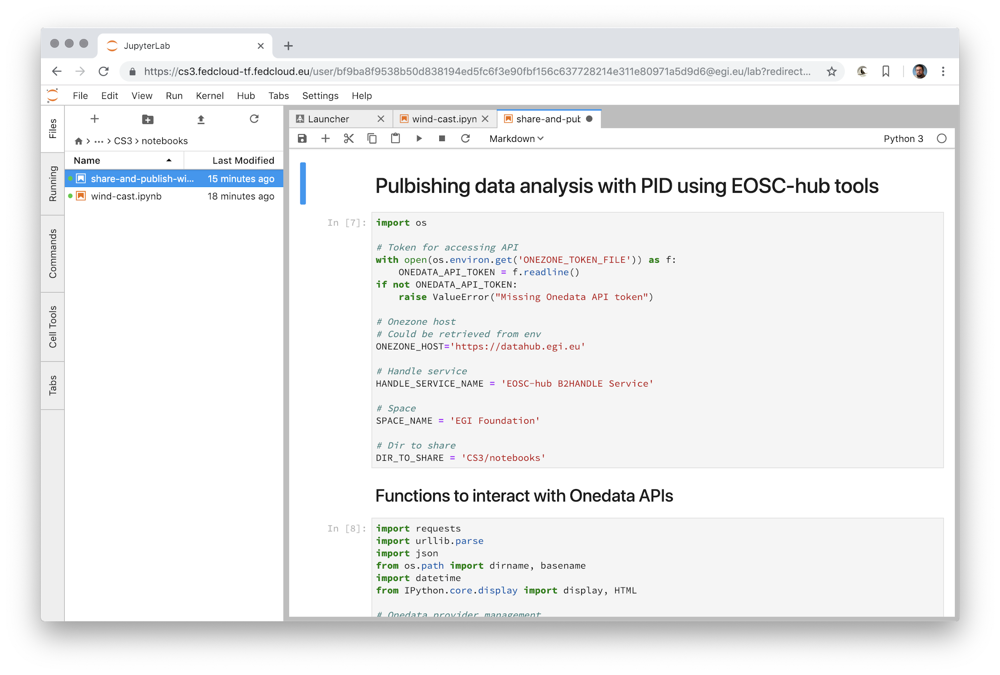 JupyterLab
https://cs3.fedcloud-tf.fedcloud.eu/user/bf9ba8f9538b50d838194ed5fc6f3e90fbf156c637728214e311e80971a5d9d6@egi.eu/lab?redirect...
File Edit View Run Kernel Hub Tabs Settings Help
Files
Running
Commands
Cell Tools
Tabs
> ... > CS3 > notebooks
Name Last Modified
share-and-publish-wi... 15 minutes ago
wind-cast.ipynb 18 minutes ago
Launcher wind-cast.ipyn share-and-pub
Markdown Python 3
Pulbishing data analysis with PID using EOSC-hub tools
In [7]:
import os
# Token for accessing API
with open(os.environ.get('ONEZONE_TOKEN_FILE')) as f:
    ONEDATA_API_TOKEN = f.readline()
if not ONEDATA_API_TOKEN:
    raise ValueError("Missing Onedata API token")
# Onezone host
# Could be retrieved from env
ONEZONE_HOST='https://datahub.egi.eu'
# Handle service
HANDLE_SERVICE_NAME = 'EOSC-hub B2HANDLE Service'
# Space
SPACE_NAME = 'EGI Foundation'
# Dir to share
DIR_TO_SHARE = 'CS3/notebooks'
Functions to interact with Onedata APIs
In [8]:
import requests
import urllib.parse
import json
from os.path import dirname, basename
import datetime
from IPython.core.display import display, HTML
# Onedata provider management